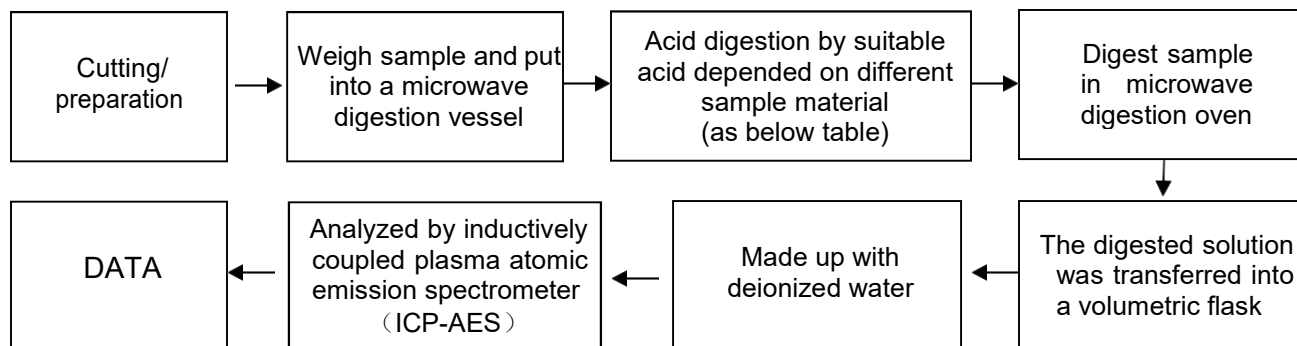 Cutting/
preparation
Weigh sample and put
into a microwave
digestion vessel
Acid digestion by suitable
acid depended on different
sample material
(as below table)
Digest sample
in microwave
digestion oven
The digested solution
was transferred into
a volumetric flask
Made up with
deionized water
Analyzed by inductively
coupled plasma atomic
emission spectrometer
（ICP-AES）
DATA